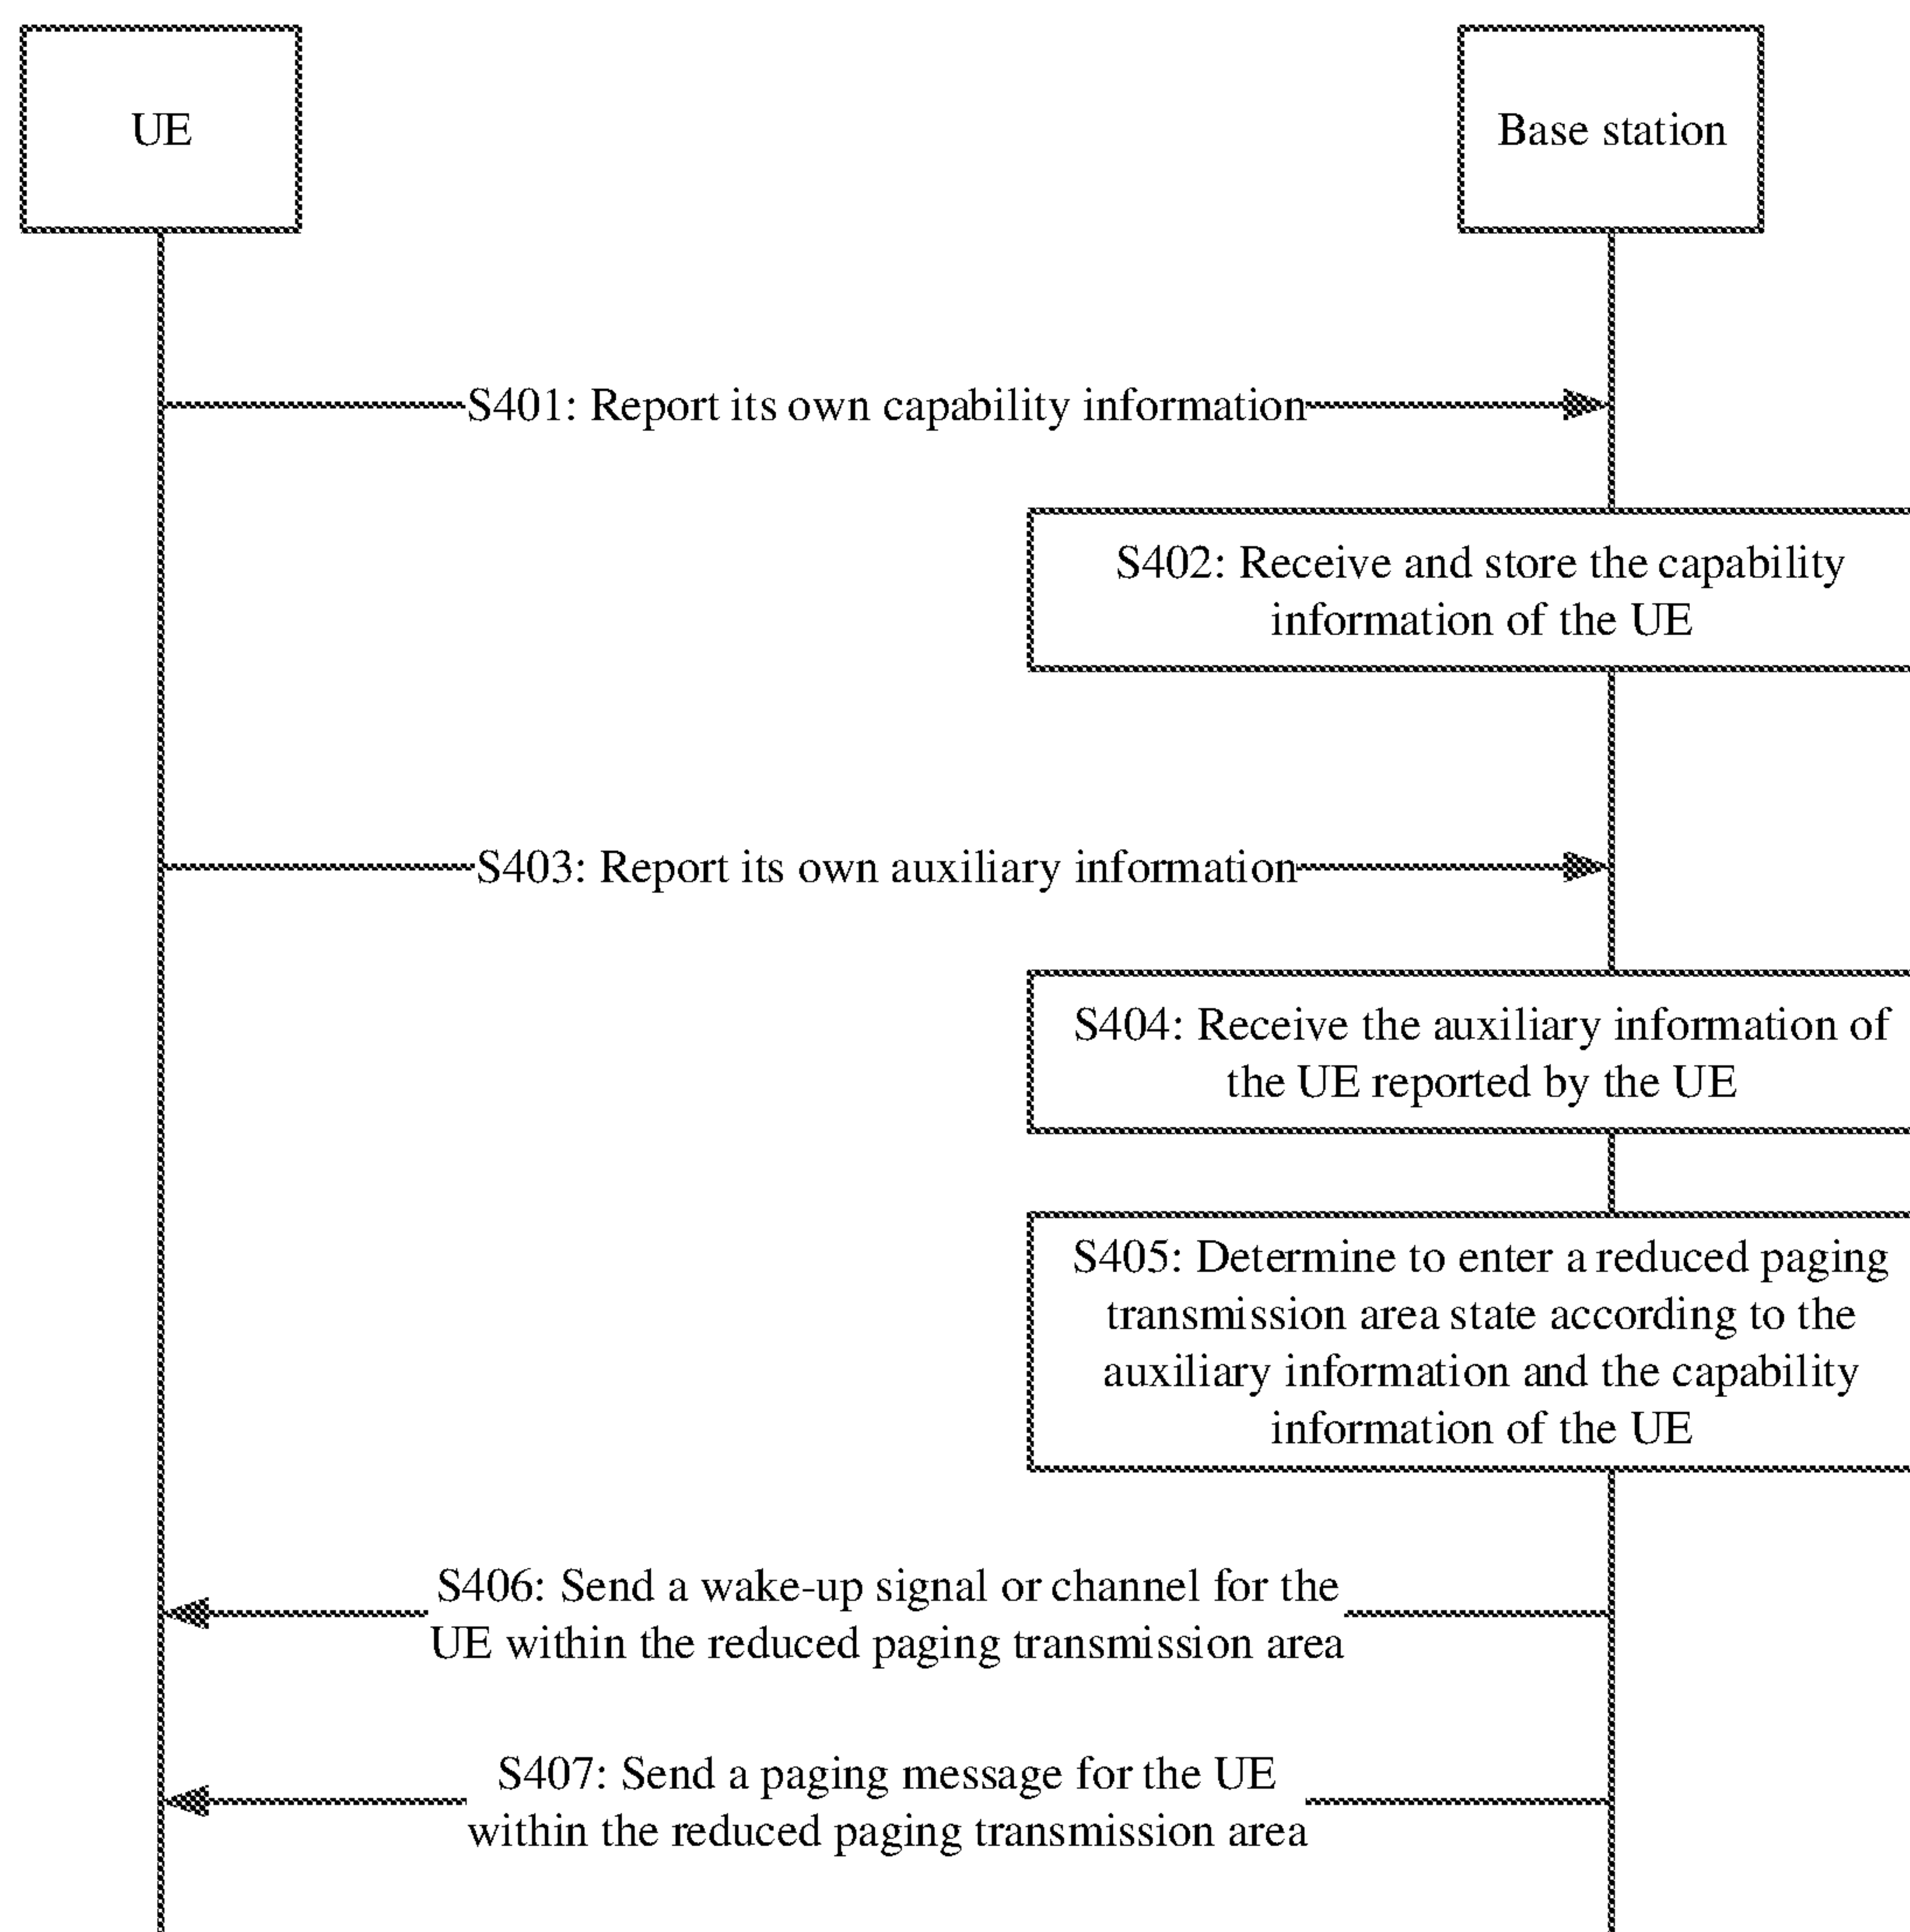 UE
Base station
S401: Report its own capability information
S402: Receive and store the capability
information of the UE
S403: Report its own auxiliary information
S404: Receive the auxiliary information of
the UE reported by the UE
S405: Determine to enter a reduced paging
transmission area state according to the
auxiliary information and the capability
information of the UE
S406: Send a wake-up signal or channel for the
UE within the reduced paging transmission area
S407: Send a paging message for the UE
within the reduced paging transmission area